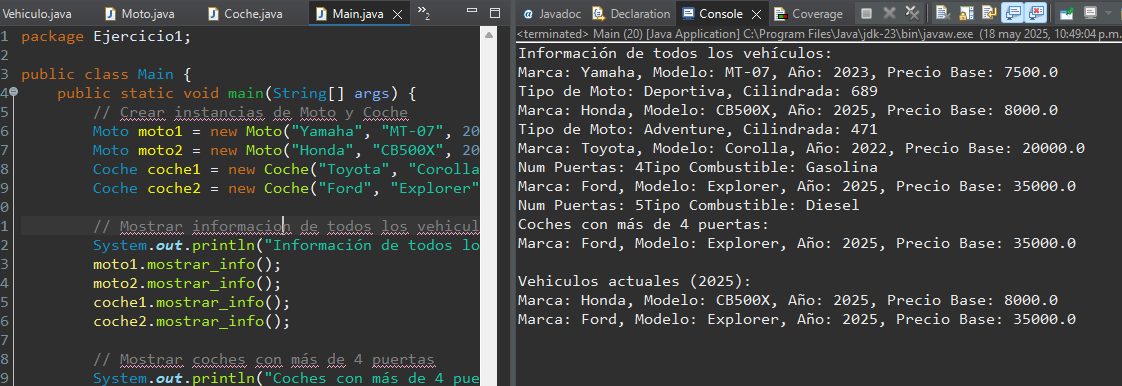 Vehiculo.java Moto.java Coche.java Main.java »2
1 package Ejercicio1;
2
3 public class Main {
4 public static void main(String[] args) {
5 // Crear instancias de Moto y Coche
6 Moto moto1 = new Moto("Yamaha", "MT-07", 20
7 Moto moto2 = new Moto("Honda", "CB500X", 20
8 Coche coche1 = new Coche("Toyota", "Corolla
9 Coche coche2 = new Coche("Ford", "Explorer"
0
1 // Mostrar informacion de todos los vehicul
2 System.out.println("Información de todos lo
3 moto1.mostrar_info();
4 moto2.mostrar_info();
5 coche1.mostrar_info();
6 coche2.mostrar_info();
7
8 // Mostrar coches con más de 4 puertas
9 System.out.println("Coches con más de 4 pue
@ Javadoc Declaration Console Coverage
<terminated> Main (20) [Java Application] C:\Program Files\Java\jdk-23\bin\javaw.exe (18 may 2025, 10:49:04 p.m.
Información de todos los vehículos:
Marca: Yamaha, Modelo: MT-07, Año: 2023, Precio Base: 7500.0
Tipo de Moto: Deportiva, Cilindrada: 689
Marca: Honda, Modelo: CB500X, Año: 2025, Precio Base: 8000.0
Tipo de Moto: Adventure, Cilindrada: 471
Marca: Toyota, Modelo: Corolla, Año: 2022, Precio Base: 20000.0
Num Puertas: 4Tipo Combustible: Gasolina
Marca: Ford, Modelo: Explorer, Año: 2025, Precio Base: 35000.0
Num Puertas: 5Tipo Combustible: Diesel
Coches con más de 4 puertas:
Marca: Ford, Modelo: Explorer, Año: 2025, Precio Base: 35000.0
Vehiculos actuales (2025):
Marca: Honda, Modelo: CB500X, Año: 2025, Precio Base: 8000.0
Marca: Ford, Modelo: Explorer, Año: 2025, Precio Base: 35000.0